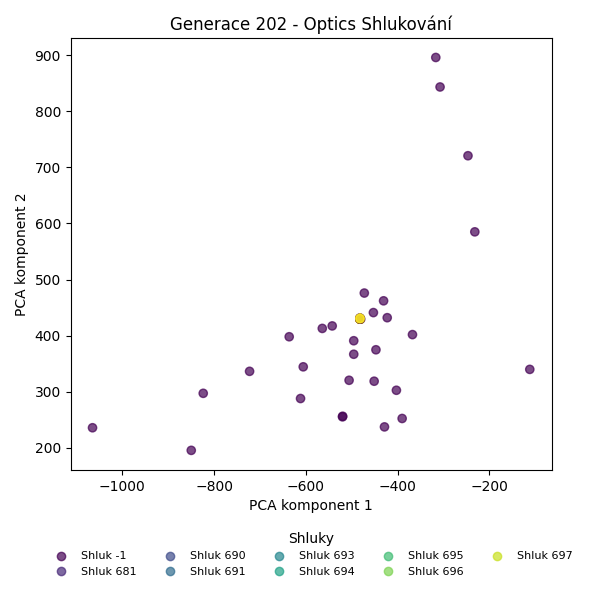 Generace 202 - Optics Shlukování
PCA komponent 2
900
800
700
600
500
400
300
200
−1000
−800
−600
−400
−200
PCA komponent 1
Shluky
Shluk -1
Shluk 690
Shluk 693
Shluk 695
Shluk 697
Shluk 681
Shluk 691
Shluk 694
Shluk 696